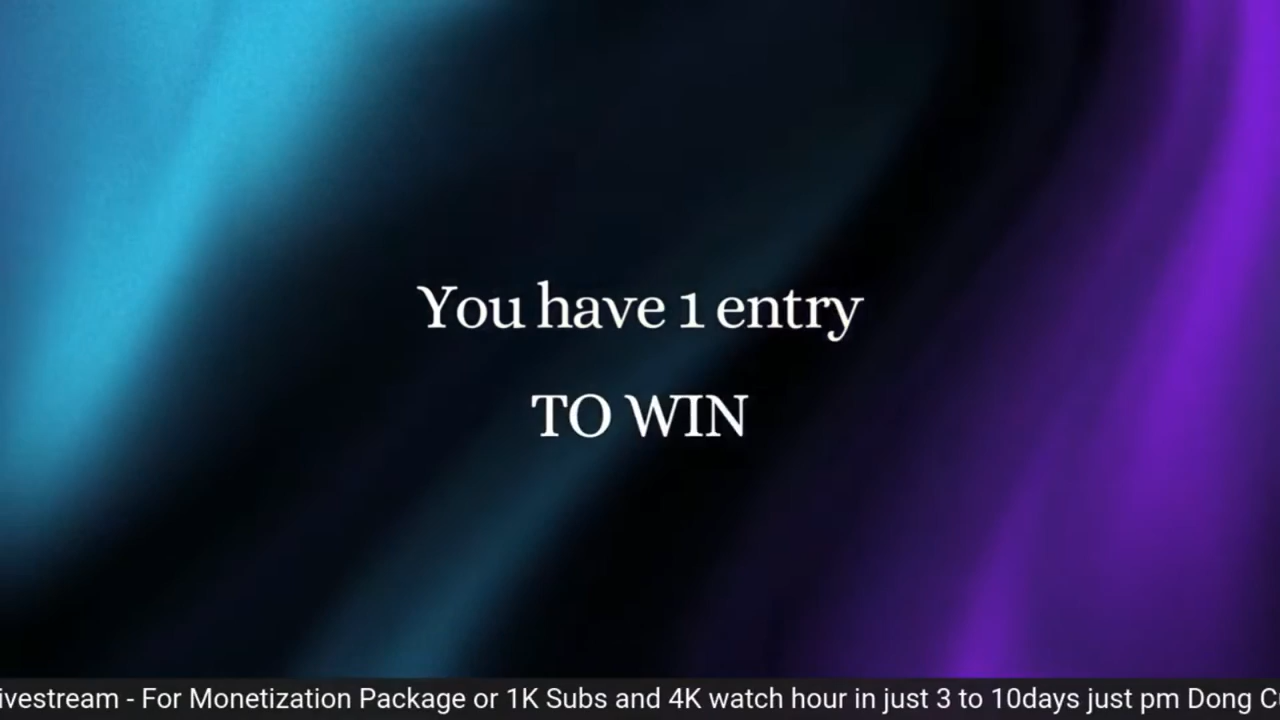 You have 1 entry
TO WIN
ivestream - For Monetization Package or 1K Subs and 4K watch hour in just 3 to 10days just pm Dong